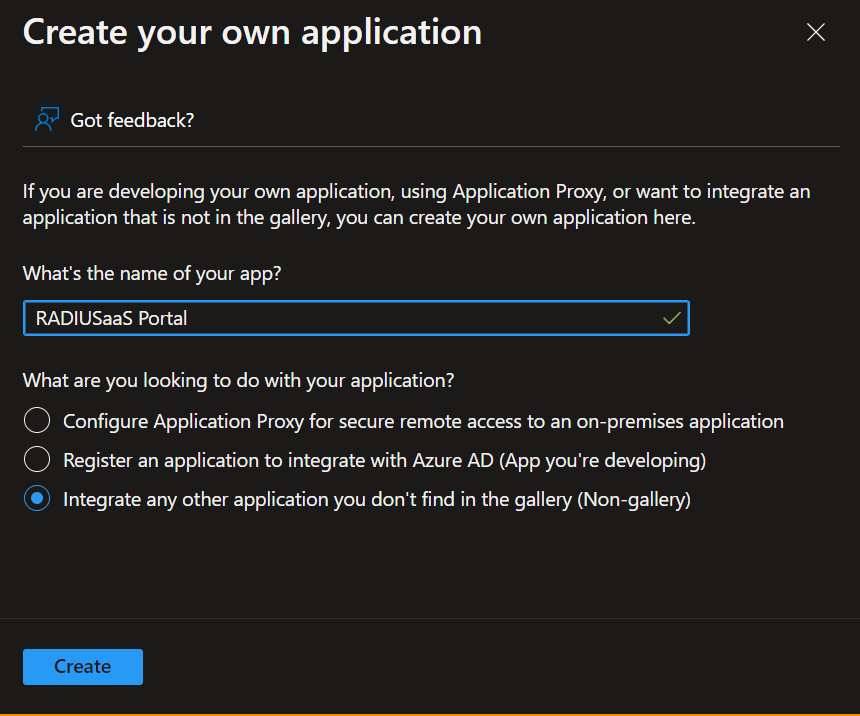 Create your own application
Got feedback?
If you are developing your own application, using Application Proxy, or want to integrate an
application that is not in the gallery, you can create your own application here.
What's the name of your app?
RADIUSaaS Portal
What are you looking to do with your application?
Configure Application Proxy for secure remote access to an on-premises application
Register an application to integrate with Azure AD (App you're developing)
Integrate any other application you don't find in the gallery (Non-gallery)
Create